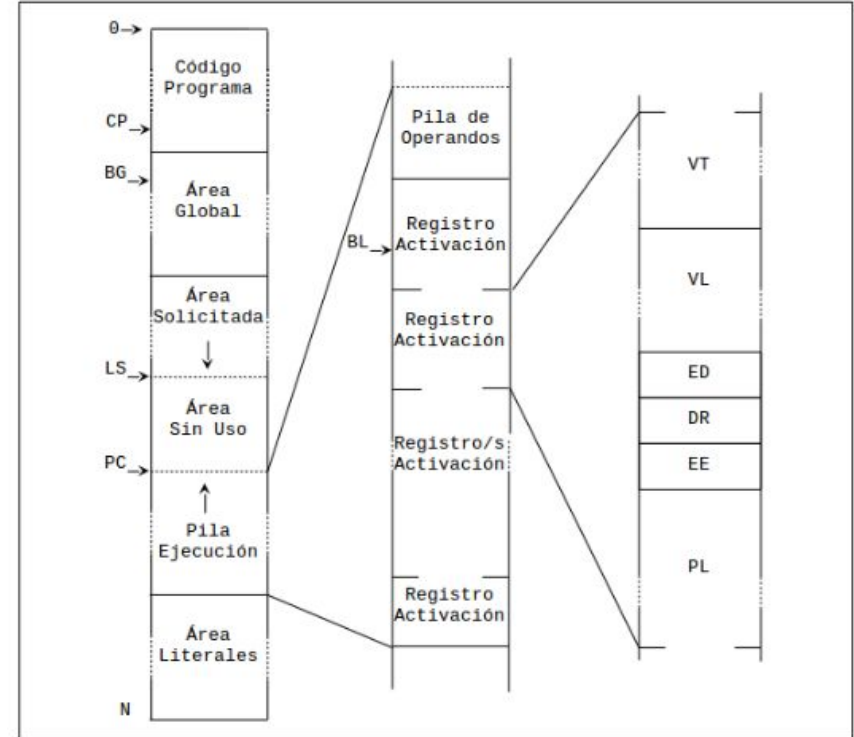 0
Código
Programa
CP
BG
Área
Global
Área
Solicitada
LS
Área
Sin Uso
PC
Pila
Ejecución
Área
Literales
N
Pila de
Operandos
BL
Registro
Activación
Registro
Activación
Registro/s
Activación
Registro
Activación
VT
VL
ED
DR
EE
PL